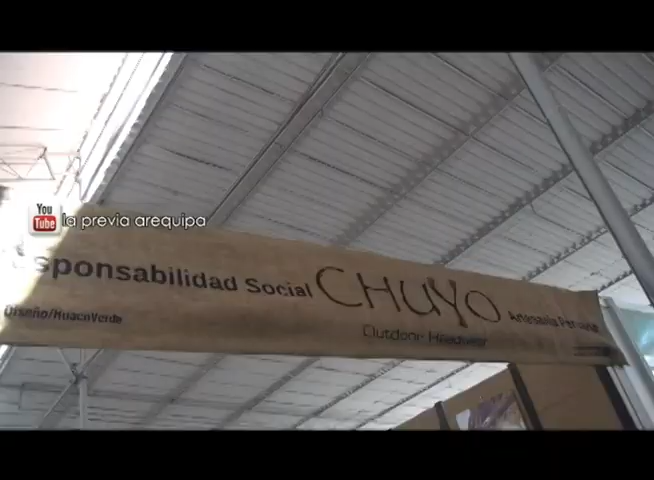 You Tube la previa arequipa
sponsabilidad Social CHUYO Artesanía Peruana
Outdoor Headwear
Diseño/HuacaVerde